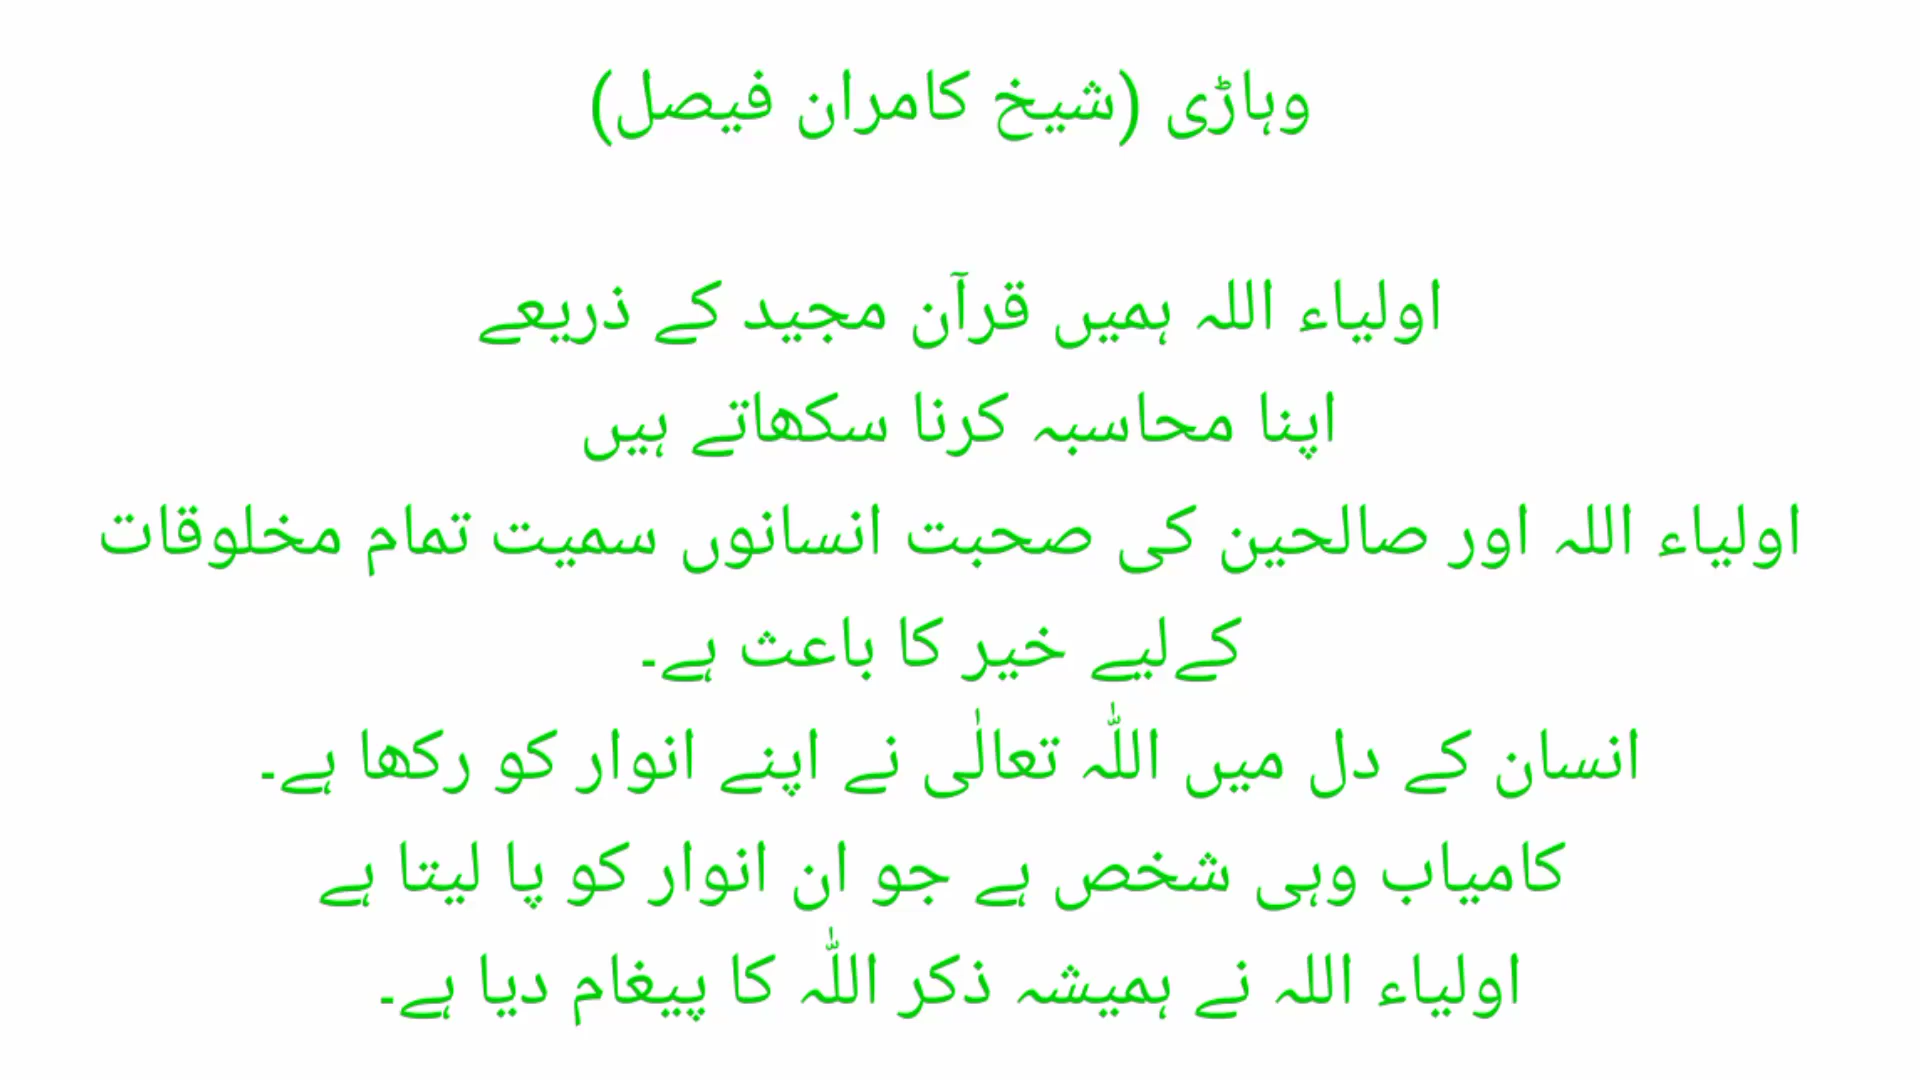 وہاڑی (شیخ کامران فیصل)
اولیاء اللہ ہمیں قرآن مجید کے ذریعے
اپنا محاسبہ کرنا سکھاتے ہیں
اولیاء اللہ اور صالحین کی صحبت انسانوں سمیت تمام مخلوقات
کےلیے خیر کا باعث ہے۔
انسان کے دل میں اللّٰہ تعالٰی نے اپنے انوار کو رکھا ہے۔
کامیاب وہی شخص ہے جو ان انوار کو پا لیتا ہے
اولیاء اللہ نے ہمیشہ ذکر اللّٰہ کا پیغام دیا ہے۔